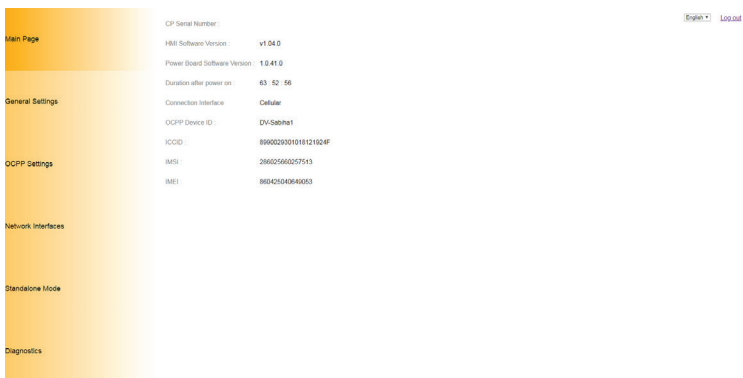 English
Log out
Main Page
General Settings
OCPP Settings
Network Interfaces
Standalone Mode
Diagnostics
CP Serial Number :
HMI Software Version : v1.04.0
Power Board Software Version : 1.0.41.0
Duration after power on : 63 : 52 : 56
Connection Interface Cellular
OCPP Device ID : DV-Sabiha1
ICCID : 8990029301018121924F
IMSI : 286025660257513
IMEI : 860425040649053